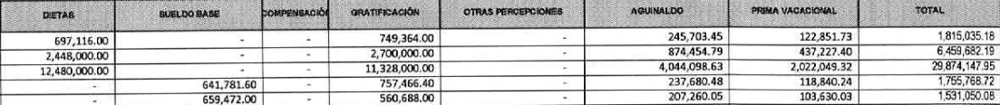 DIETAS SUELDO BASE COMPENSACIÓN GRATIFICACIÓN OTRAS PERCEPCIONES AGUINALDO PRIMA VACACIONAL TOTAL
697,116.00 - - 749,364.00 - 245,703.45 122,851.73 1,815,035.18
2,448,000.00 - - 2,700,000.00 - 874,454.79 437,227.40 6,459,682.19
12,480,000.00 - - 11,328,000.00 - 4,044,098.63 2,022,049.32 29,874,147.95
- 641,781.60 - 757,466.40 - 237,680.48 118,840.24 1,755,768.72
- 659,472.00 - 560,688.00 - 207,260.05 103,630.03 1,531,050.08